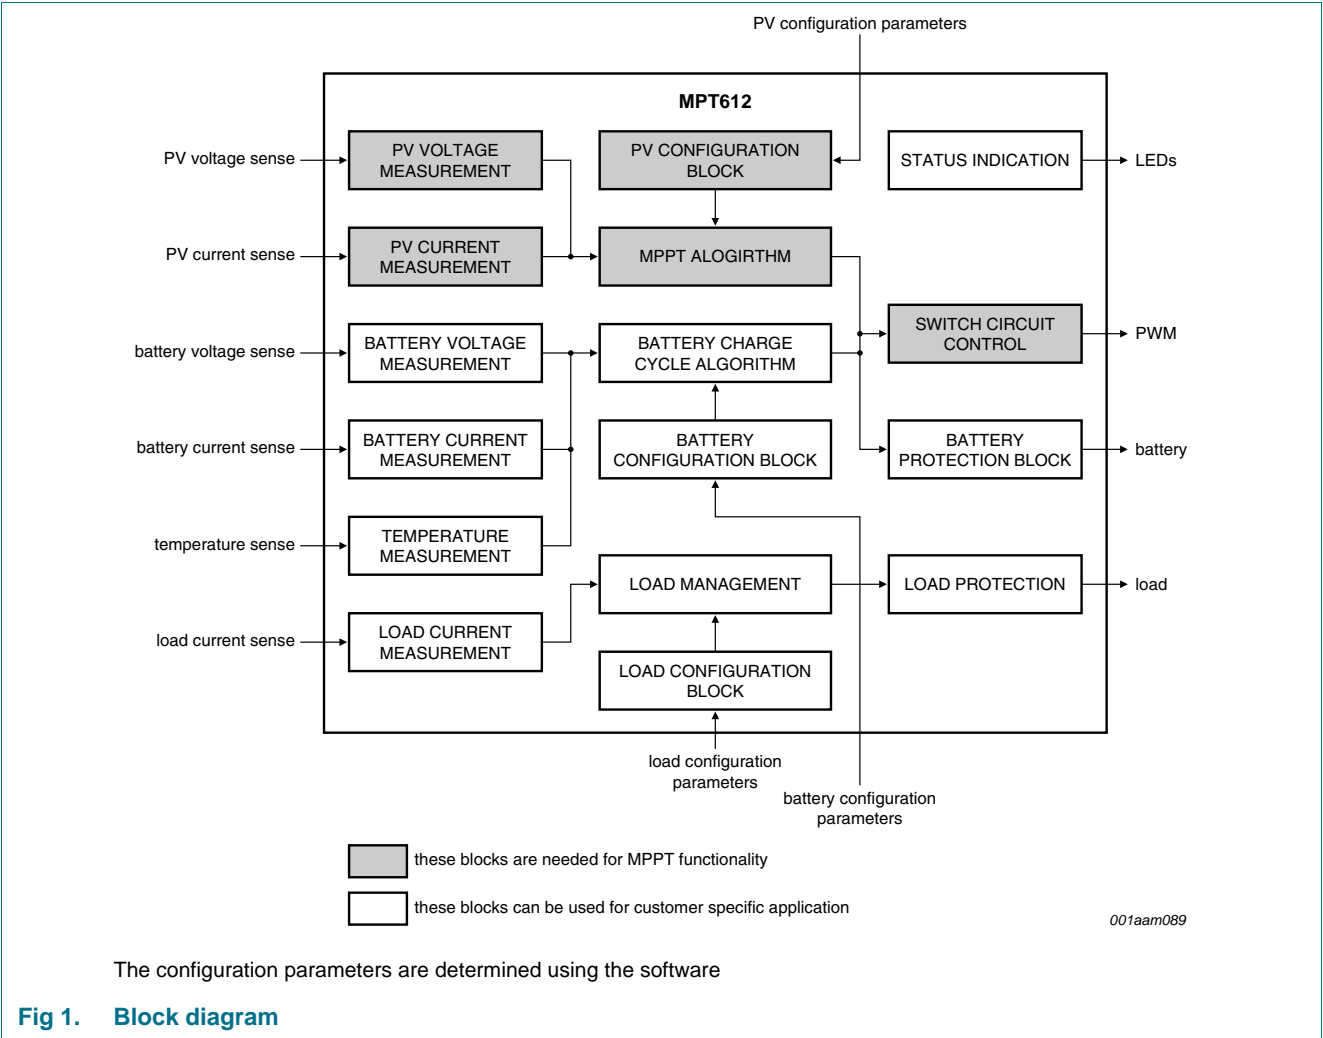 PV configuration parameters
MPT612
PV voltage sense
PV VOLTAGE
MEASUREMENT
PV CONFIGURATION
BLOCK
STATUS INDICATION
LEDs
PV current sense
PV CURRENT
MEASUREMENT
MPPT ALOGIRTHM
SWITCH CIRCUIT
CONTROL
PWM
battery voltage sense
BATTERY VOLTAGE
MEASUREMENT
BATTERY CHARGE
CYCLE ALGORITHM
battery current sense
BATTERY CURRENT
MEASUREMENT
BATTERY
CONFIGURATION BLOCK
BATTERY
PROTECTION BLOCK
battery
temperature sense
TEMPERATURE
MEASUREMENT
LOAD MANAGEMENT
LOAD PROTECTION
load
load current sense
LOAD CURRENT
MEASUREMENT
LOAD CONFIGURATION
BLOCK
load configuration
parameters
battery configuration
parameters
these blocks are needed for MPPT functionality
these blocks can be used for customer specific application
001aam089
The configuration parameters are determined using the software
Fig 1. Block diagram